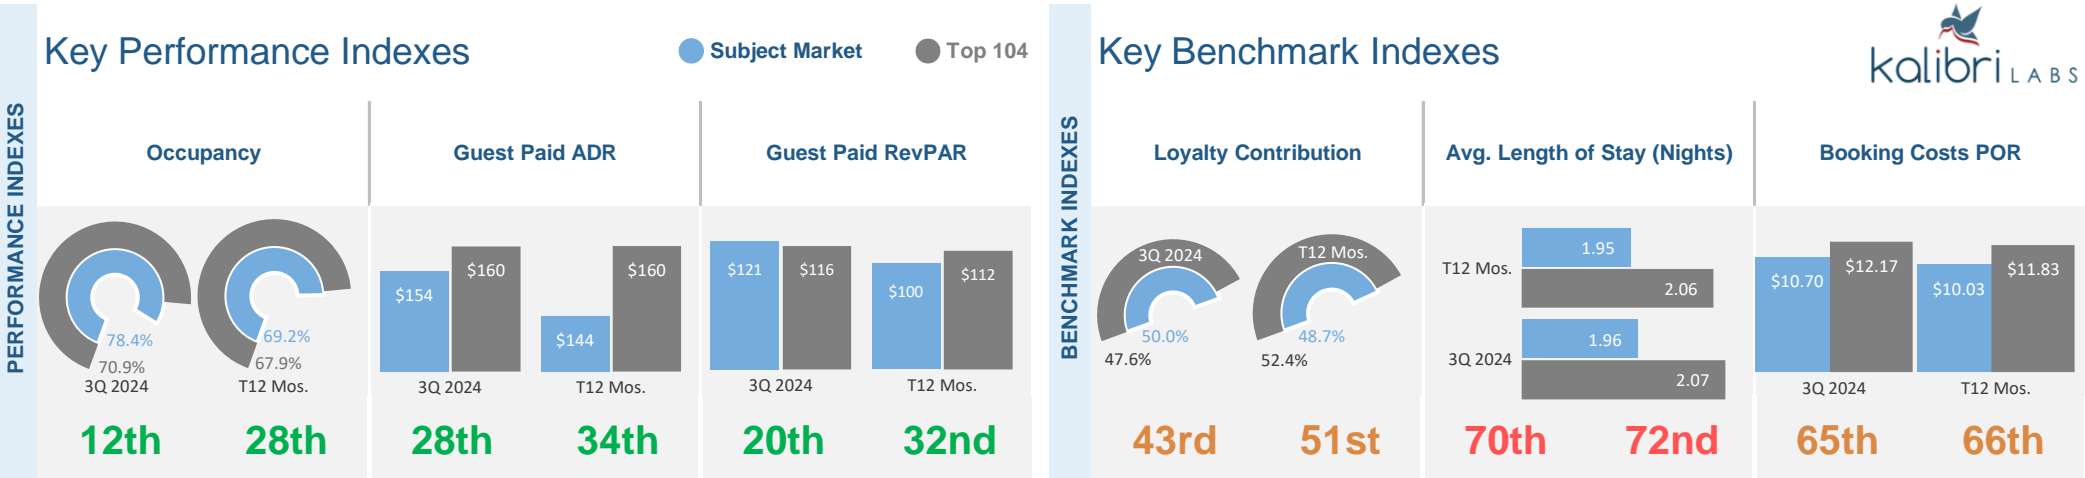 PERFORMANCE INDEXES
Key Performance Indexes
Subject Market
Top 104
Occupancy
Guest Paid ADR
Guest Paid RevPAR
78.4%
70.9%
3Q 2024
69.2%
67.9%
T12 Mos.
$154
$160
3Q 2024
$144
$160
T12 Mos.
$121
$116
3Q 2024
$100
$112
T12 Mos.
12th
28th
28th
34th
20th
32nd
BENCHMARK INDEXES
Key Benchmark Indexes
kalibri LABS
Loyalty Contribution
Avg. Length of Stay (Nights)
Booking Costs POR
3Q 2024
50.0%
47.6%
T12 Mos.
48.7%
52.4%
T12 Mos.
1.95
2.06
3Q 2024
1.96
2.07
$10.70
$12.17
3Q 2024
$10.03
$11.83
T12 Mos.
43rd
51st
70th
72nd
65th
66th